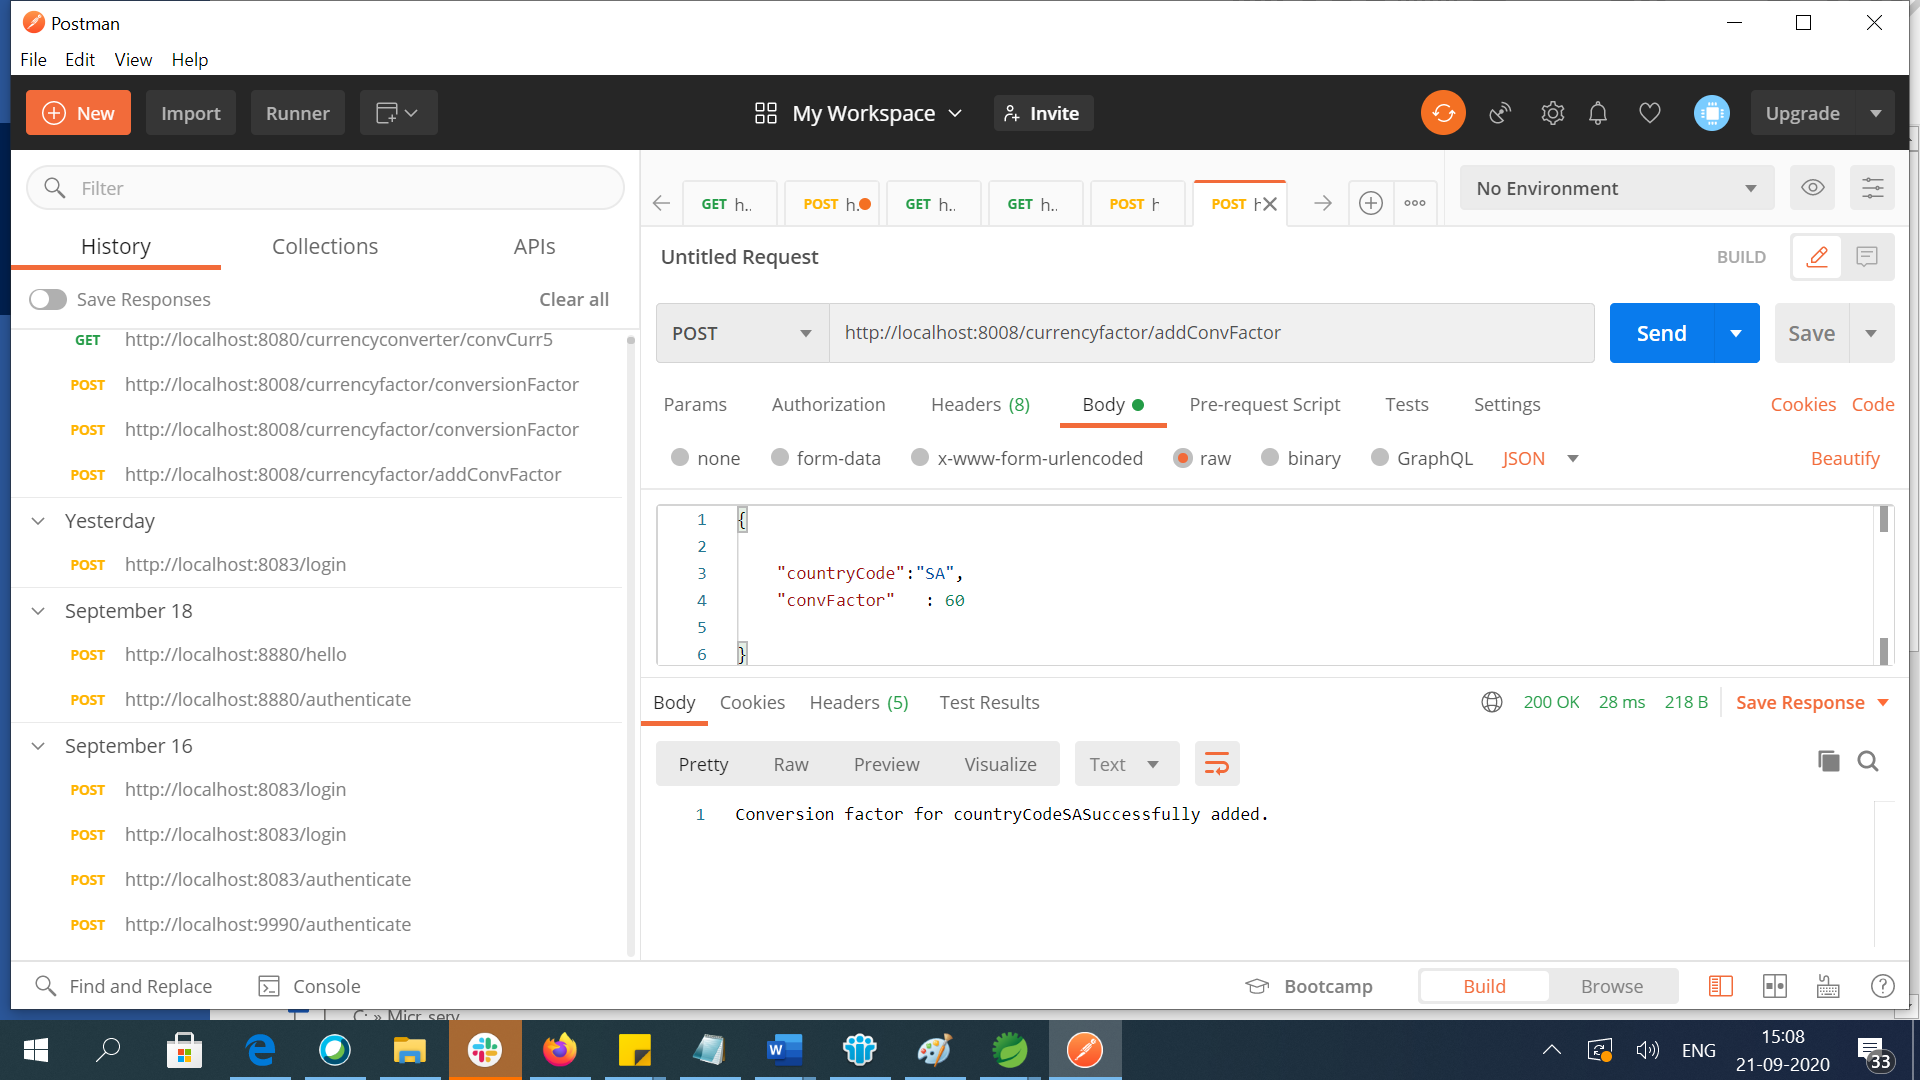 Postman
File Edit View Help
New Import Runner My Workspace Invite Upgrade
Filter
History Collections APIs
Save Responses Clear all
GET http://localhost:8080/currencyconverter/convCurr5
POST http://localhost:8008/currencyfactor/conversionFactor
POST http://localhost:8008/currencyfactor/conversionFactor
POST http://localhost:8008/currencyfactor/addConvFactor
Yesterday
POST http://localhost:8083/login
September 18
POST http://localhost:8880/hello
POST http://localhost:8880/authenticate
September 16
POST http://localhost:8083/login
POST http://localhost:8083/login
POST http://localhost:8083/authenticate
POST http://localhost:9990/authenticate
GET h.. POST h.. GET h.. GET h.. POST h POST h No Environment
Untitled Request BUILD
POST http://localhost:8008/currencyfactor/addConvFactor Send Save
Params Authorization Headers (8) Body Pre-request Script Tests Settings Cookies Code
none form-data x-www-form-urlencoded raw binary GraphQL JSON Beautify
1 {
2
3 "countryCode":"SA",
4 "convFactor" : 60
5
6 }
Body Cookies Headers (5) Test Results 200 OK 28 ms 218 B Save Response
Pretty Raw Preview Visualize Text
1 Conversion factor for countryCodeSASuccessfully added.
Find and Replace Console Bootcamp Build Browse
C: » Micr serv
ENG 15:08
21-09-2020 33